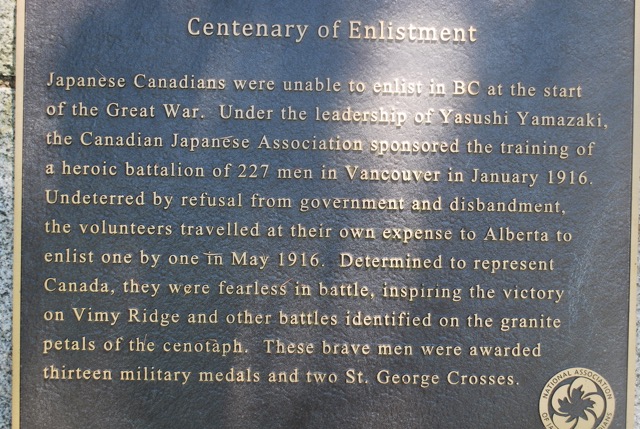 Centenary of Enlistment
Japanese Canadians were unable to enlist in BC at the start
of the Great War. Under the leadership of Yasushi Yamazaki,
the Canadian Japanese Association sponsored the training of
a heroic battalion of 227 men in Vancouver in January 1916.
Undeterred by refusal from government and disbandment,
the volunteers travelled at their own expense to Alberta to
enlist one by one in May 1916. Determined to represent
Canada, they were fearless in battle, inspiring the victory
on Vimy Ridge and other battles identified on the granite
petals of the cenotaph. These brave men were awarded
thirteen military medals and two St. George Crosses.
NATIONAL ASSOCIATION